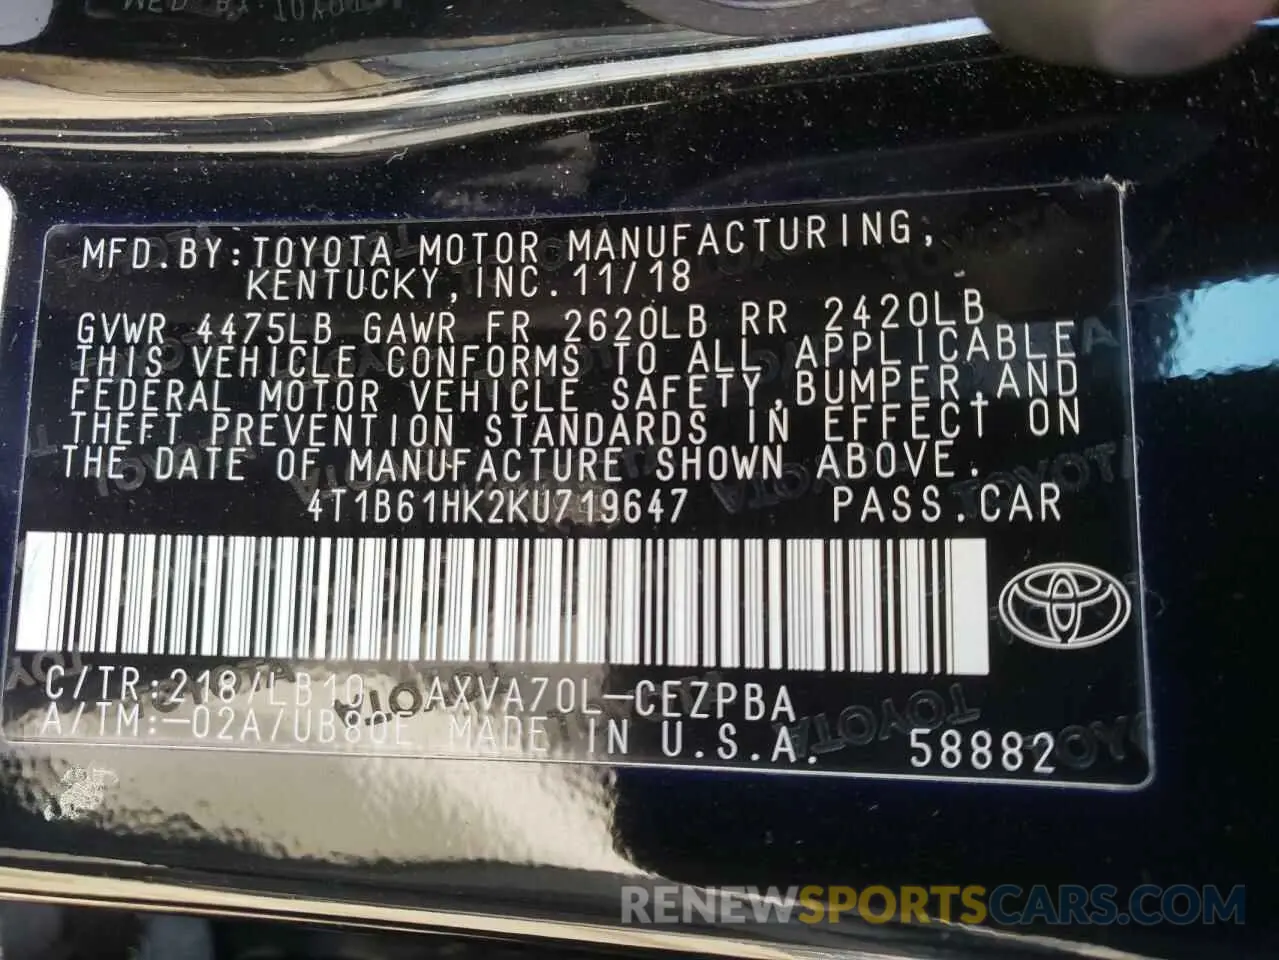 MFD.BY:TOYOTA MOTOR MANUFACTURING,
KENTUCKY,INC.11/18
GVWR 4475LB GAWR FR 2620LB RR 2420LB
THIS VEHICLE CONFORMS TO ALL APPLICABLE
FEDERAL MOTOR VEHICLE SAFETY,BUMPER,AND
THEFT PREVENTION STANDARDS IN EFFECT ON
THE DATE OF MANUFACTURE SHOWN ABOVE.
4T1B61HK2KU719647 PASS.CAR
C/TR:218/LB10 AXVA70L-CEZPBA
A/TM:-02A/UB80E MADE IN U.S.A. 58882
RENEWSPORTSCARS.COM